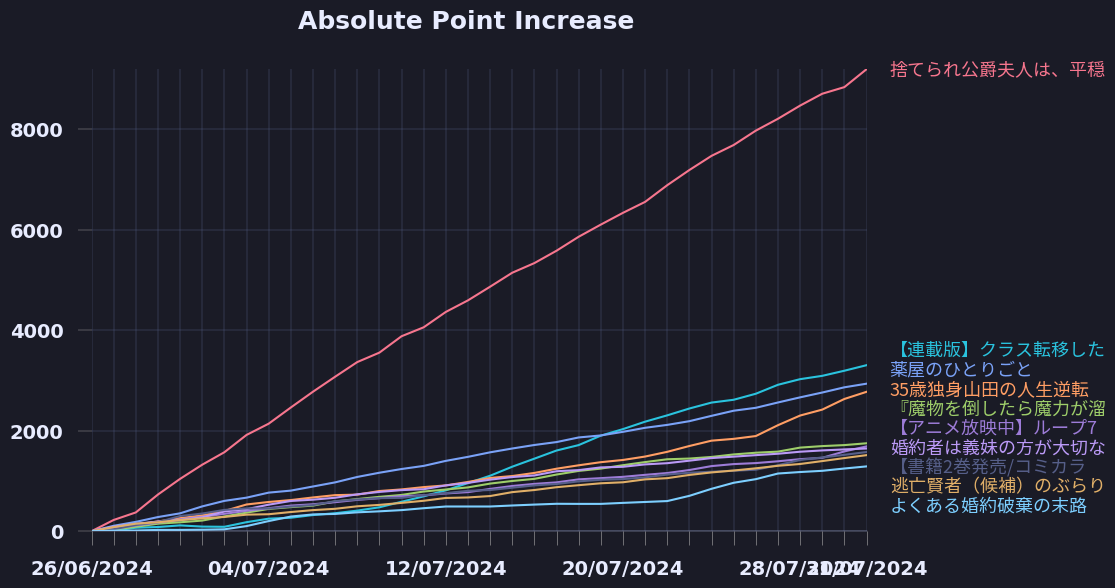 Absolute Point Increase
8000
6000
4000
2000
0
26/06/2024
04/07/2024
12/07/2024
20/07/2024
28/07/2024
31/07/2024
捨てられ公爵夫人は、平穏
【連載版】クラス転移した
薬屋のひとりごと
35歳独身山田の人生逆転
『魔物を倒したら魔力が溜
【アニメ放映中】ループ7
婚約者は義妹の方が大切な
【書籍2巻発売/コミカラ
逃亡賢者（候補）のぶらり
よくある婚約破棄の末路